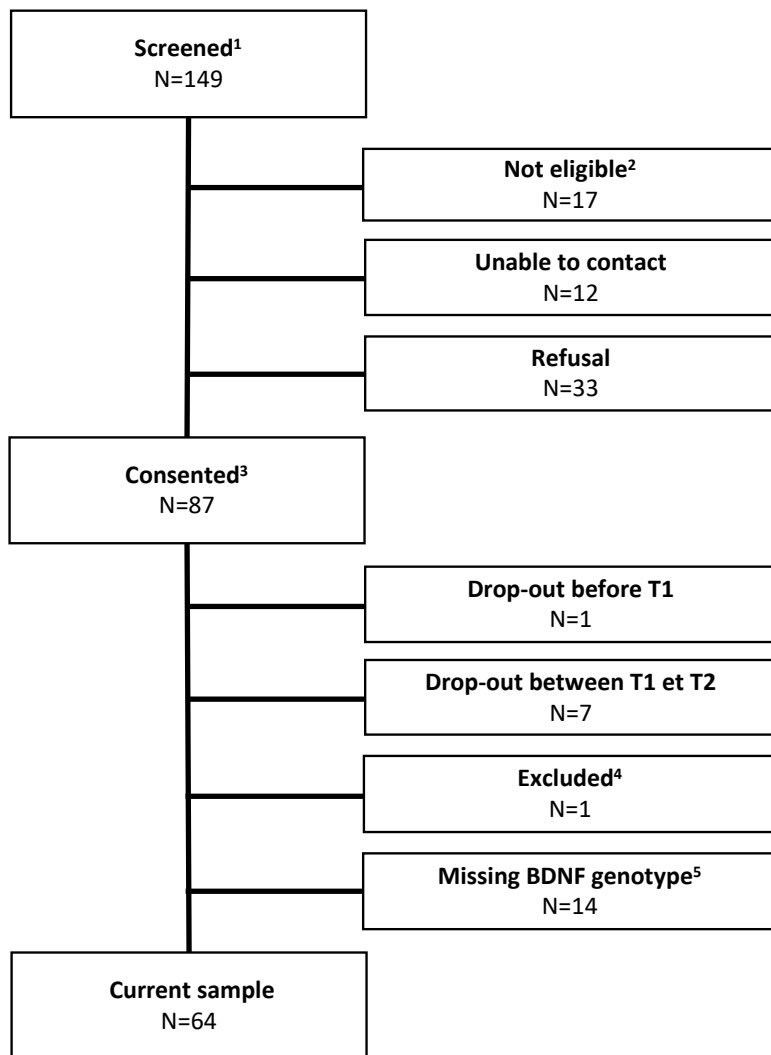 Screened¹
N=149
Not eligible²
N=17
Unable to contact
N=12
Refusal
N=33
Consented³
N=87
Drop-out before T1
N=1
Drop-out between T1 et T2
N=7
Excluded⁴
N=1
Missing BDNF genotype⁵
N=14
Current sample
N=64